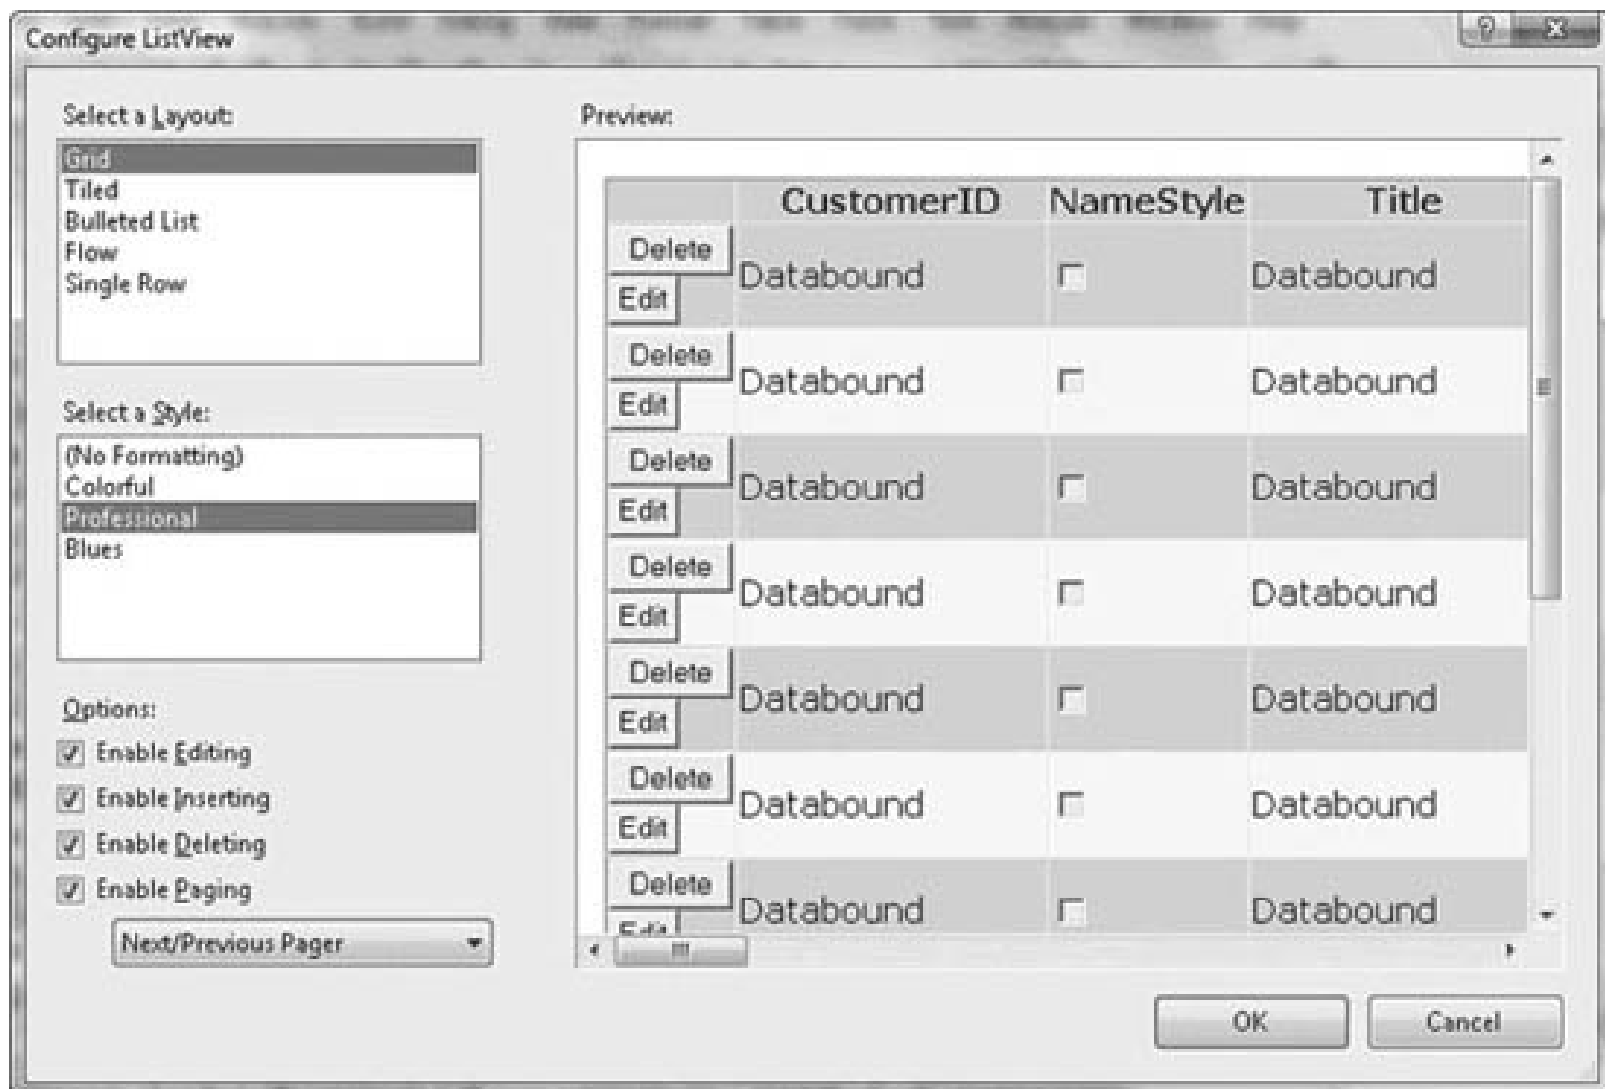 Configure ListView
Select a Layout:
Grid
Tiled
Bulleted List
Flow
Single Row
Select a Style:
(No Formatting)
Colorful
Professional
Blues
Options:
Enable Editing
Enable Inserting
Enable Deleting
Enable Paging
Next/Previous Pager
Preview:
CustomerID NameStyle Title
Delete
Edit
Databound Databound
Delete
Edit
Databound Databound
Delete
Edit
Databound Databound
Delete
Edit
Databound Databound
Delete
Edit
Databound Databound
Delete
Edit
Databound Databound
Delete
Edit
Databound Databound
OK Cancel